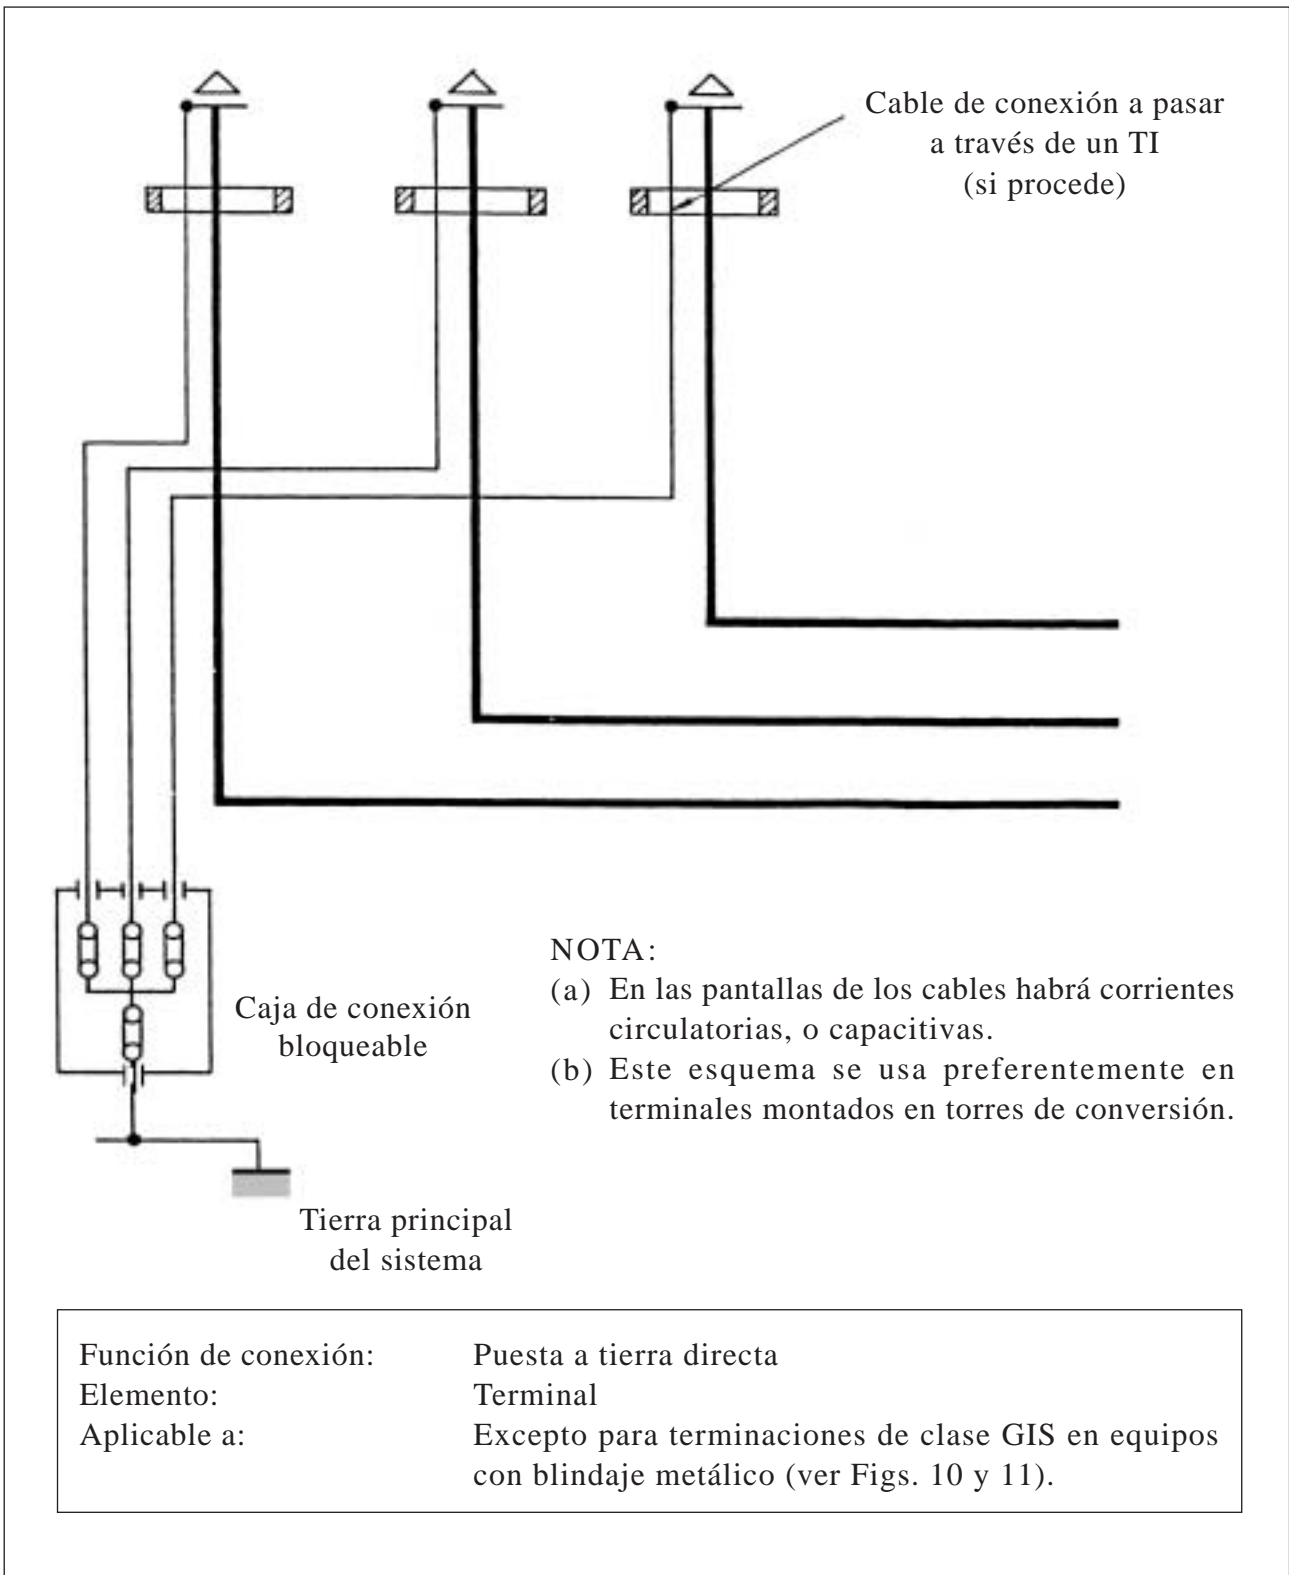 Cable de conexión a pasar
a través de un TI
(si procede)
Caja de conexión
bloqueable
NOTA:
(a) En las pantallas de los cables habrá corrientes
circulatorias, o capacitivas.
(b) Este esquema se usa preferentemente en
terminales montados en torres de conversión.
Tierra principal
del sistema
Función de conexión: Puesta a tierra directa
Elemento: Terminal
Aplicable a: Excepto para terminaciones de clase GIS en equipos
con blindaje metálico (ver Figs. 10 y 11).